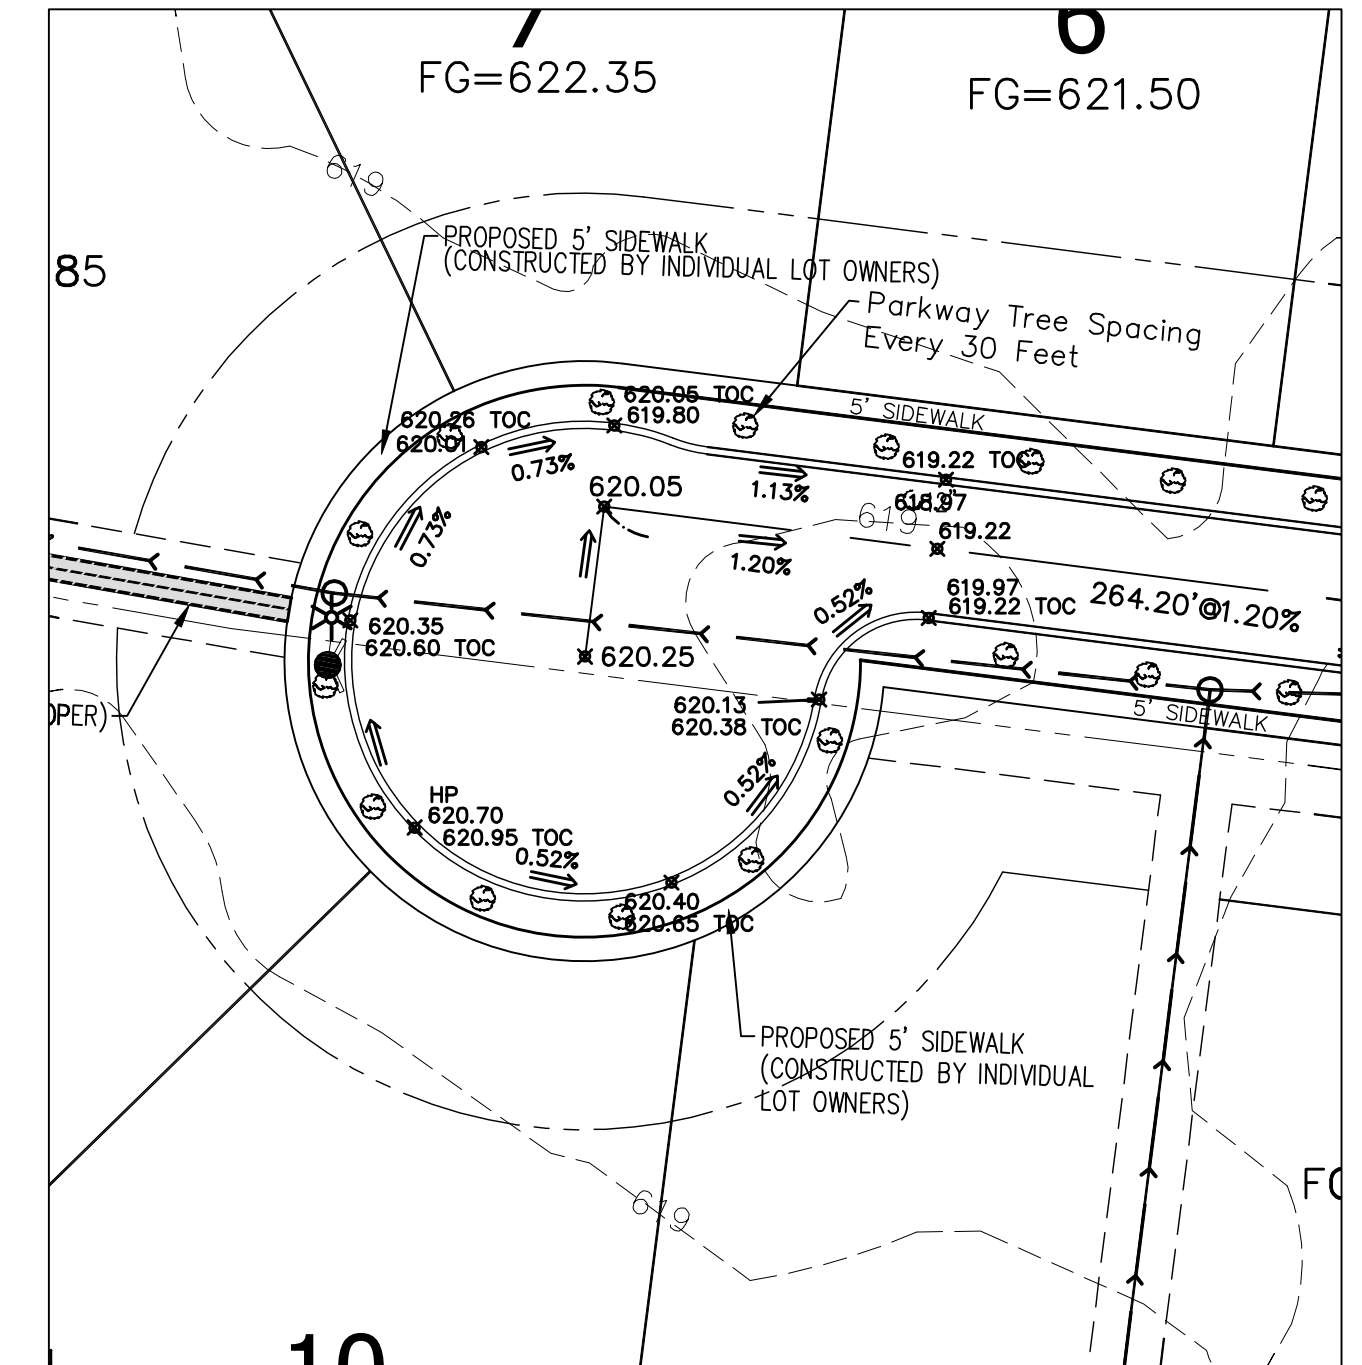 7
6
FG=622.35
FG=621.50
619
PROPOSED 5' SIDEWALK
(CONSTRUCTED BY INDIVIDUAL LOT OWNERS)
85
Parkway Tree Spacing
Every 30 Feet
620.05 TOC
619.80
5' SIDEWALK
620.26 TOC
620.01
0.73%
619.22 TOC
618.97
1.13%
620.05
619
619.22
0.73%
1.20%
0.52%
619.97
619.22 TOC
264.20'@1.20%
620.35
620.60 TOC
620.25
620.13
620.38 TOC
5' SIDEWALK
OPER)
0.52%
HP
620.70
620.95 TOC
0.52%
620.40
620.65 TOC
PROPOSED 5' SIDEWALK
(CONSTRUCTED BY INDIVIDUAL
LOT OWNERS)
619
10